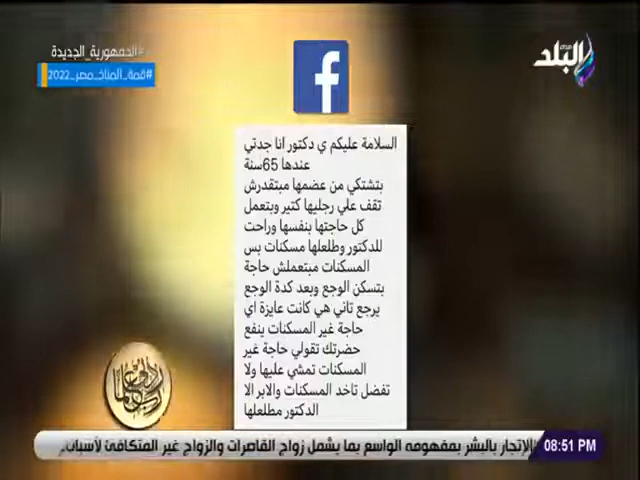 #الجمهورية_الجديدة
#قمة_المناخ_مصر_2022
صدى
البلد
f
السلامة عليكم ي دكتور انا جدتي
عندها 65سنة
بتشتكي من عضمها مبتقدرش
تقف علي رجليها كتير وبتعمل
كل حاجتها بنفسها وراحت
للدكتور وطلعلها مسكنات بس
المسكنات مبتعملش حاجة
بتسكن الوجع وبعد كدة الوجع
يرجع تاني هي كانت عايزة اي
حاجة غير المسكنات ينفع
حضرتك تقولي حاجة غير
المسكنات تمشي عليها ولا
تفضل تاخد المسكنات والابر الا
الدكتور مطلعلها
الإتجار بالبشر بمفهومه الواسع بما يشمل زواج القاصرات والزواج غير المتكافئ لأسباب
08:51 PM